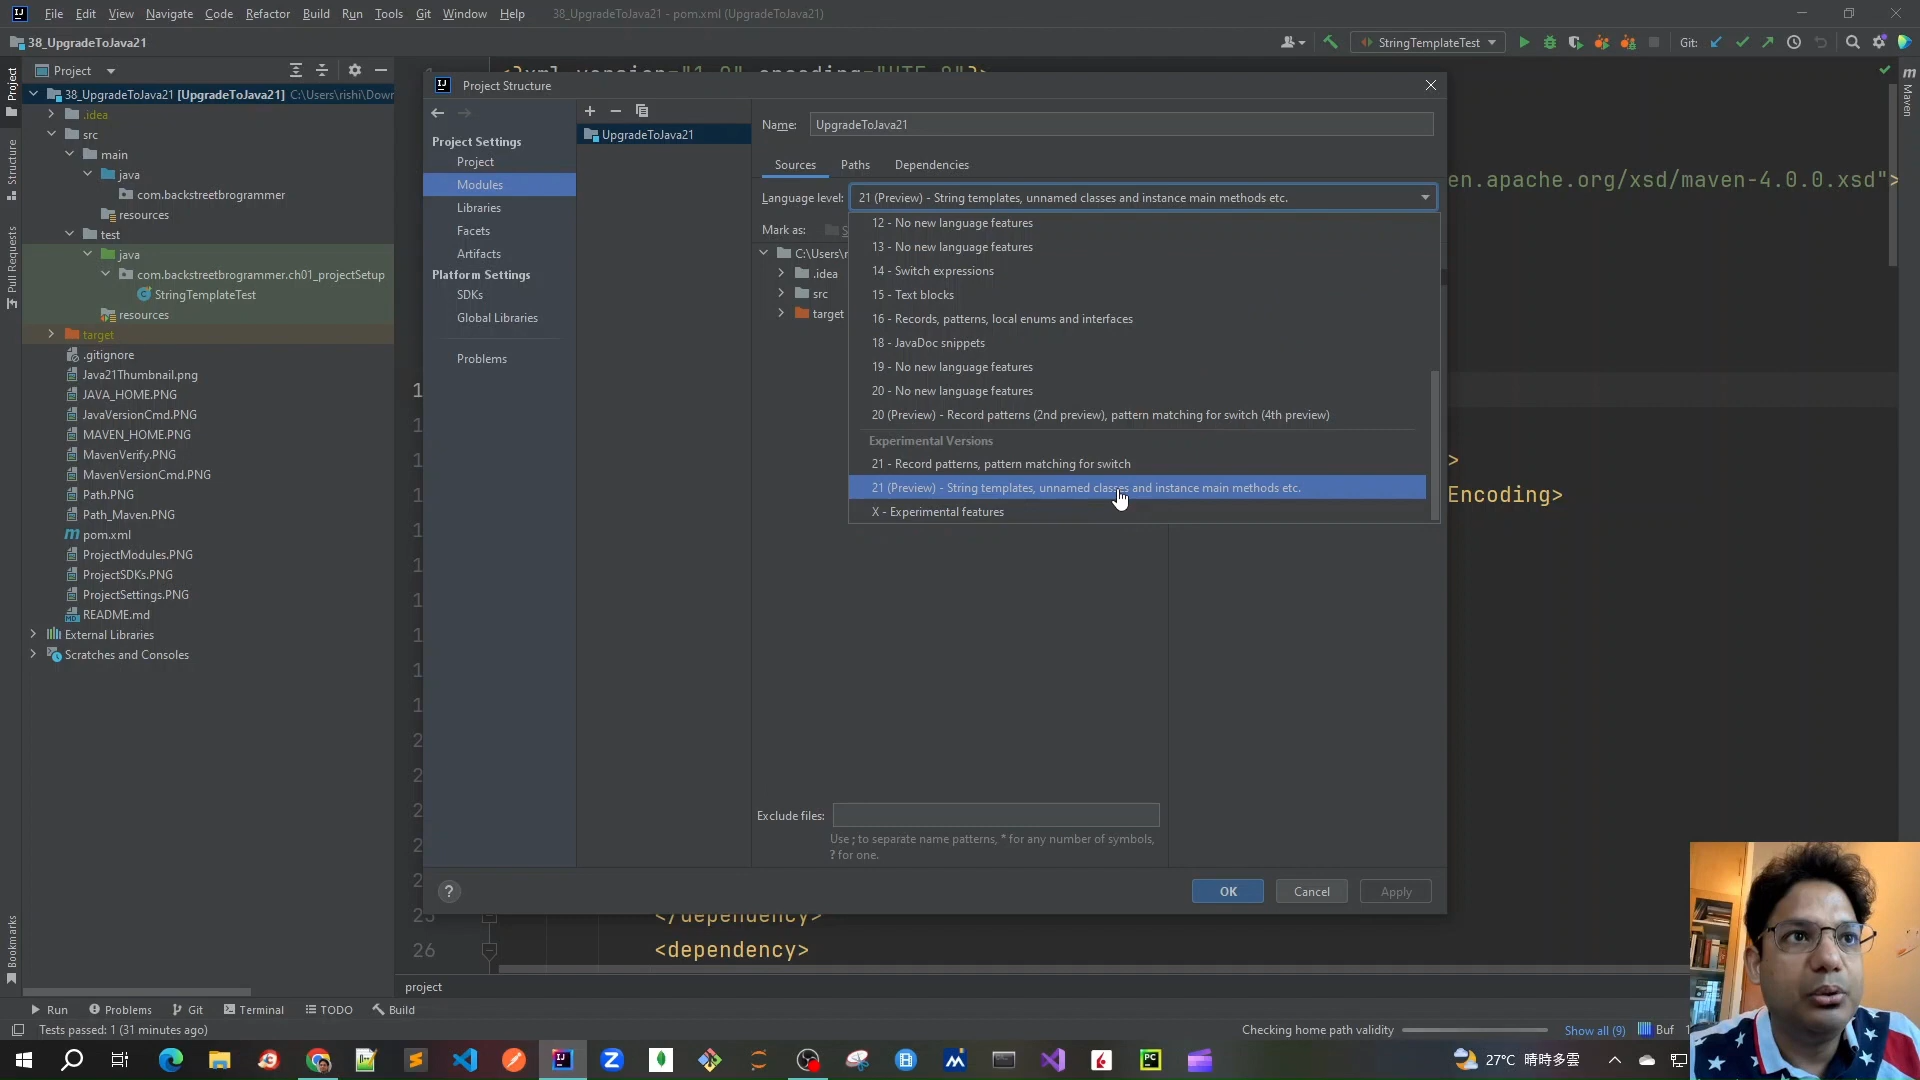 File Edit View Navigate Code Refactor Build Run Tools Git Window Help 38_UpgradeToJava21 - pom.xml (UpgradeToJava21)
38_UpgradeToJava21
StringTemplateTest
Git:
Project
38_UpgradeToJava21 [UpgradeToJava21] C:\Users\rishi\Down
.idea
src
main
java
com.backstreetbrogrammer
resources
test
java
com.backstreetbrogrammer.ch01_projectSetup
StringTemplateTest
resources
target
.gitignore
Java21Thumbnail.png
JAVA_HOME.PNG
JavaVersionCmd.PNG
MAVEN_HOME.PNG
MavenVerify.PNG
MavenVersionCmd.PNG
Path.PNG
Path_Maven.PNG
pom.xml
ProjectModules.PNG
ProjectSDKs.PNG
ProjectSettings.PNG
README.md
External Libraries
Scratches and Consoles
Project
Structure
Pull Requests
Bookmarks
Maven
Project Structure
Project Settings
Project
Modules
Libraries
Facets
Artifacts
Platform Settings
SDKs
Global Libraries
Problems
UpgradeToJava21
Name: UpgradeToJava21
Sources Paths Dependencies
Language level: 21 (Preview) - String templates, unnamed classes and instance main methods etc.
Mark as: S
C:\Users\r
.idea
src
target
12 - No new language features
13 - No new language features
14 - Switch expressions
15 - Text blocks
16 - Records, patterns, local enums and interfaces
18 - JavaDoc snippets
19 - No new language features
20 - No new language features
20 (Preview) - Record patterns (2nd preview), pattern matching for switch (4th preview)
Experimental Versions
21 - Record patterns, pattern matching for switch
21 (Preview) - String templates, unnamed classes and instance main methods etc.
X - Experimental features
Exclude files:
Use ; to separate name patterns, * for any number of symbols,
? for one.
? OK Cancel Apply
en.apache.org/xsd/maven-4.0.0.xsd">
>
Encoding>
</dependency>
26 <dependency>
project
Run Problems Git Terminal TODO Build
Tests passed: 1 (31 minutes ago) Checking home path validity Show all (9) Buf
27°C 晴時多雲